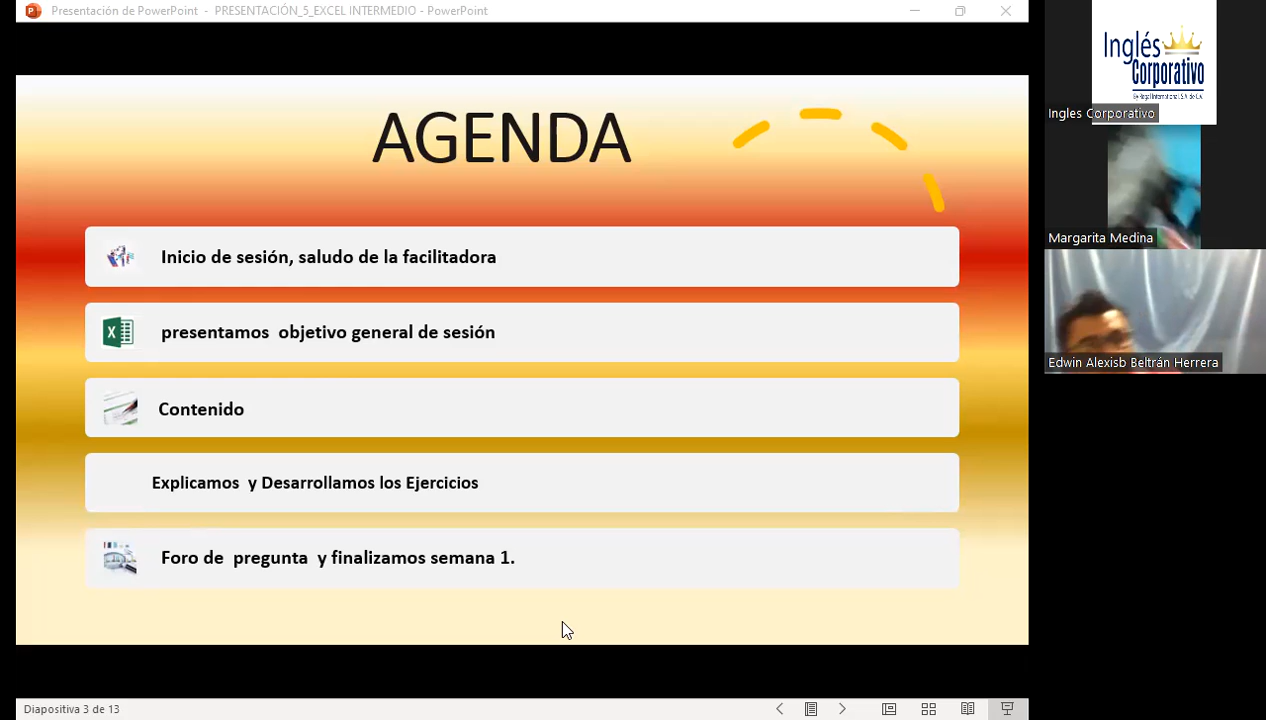 Presentación de PowerPoint - PRESENTACIÓN_5_EXCEL INTERMEDIO - PowerPoint
AGENDA
Inicio de sesión, saludo de la facilitadora
presentamos objetivo general de sesión
Contenido
Explicamos y Desarrollamos los Ejercicios
Foro de pregunta y finalizamos semana 1.
Diapositiva 3 de 13
Inglés
Corporativo
Ingles Corporativo
Margarita Medina
Edwin Alexisb Beltrán Herrera